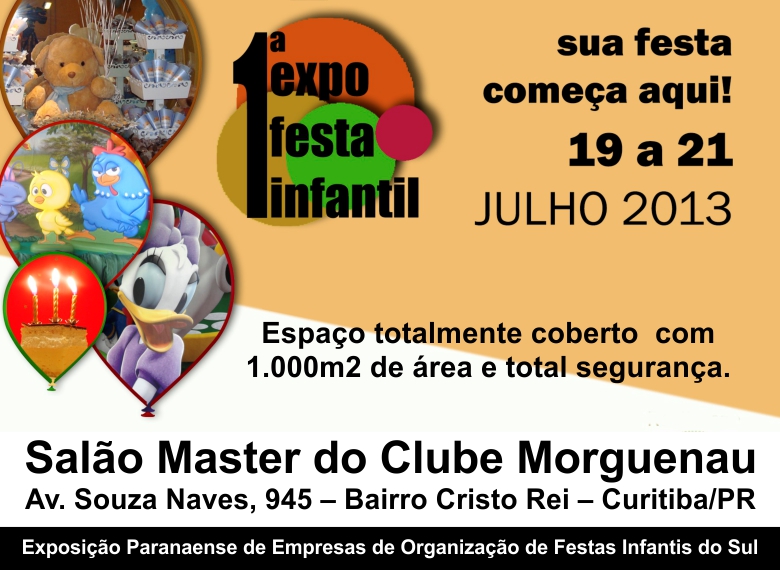 1ª expo
festa
infantil
sua festa
começa aqui!
19 a 21
JULHO 2013
Espaço totalmente coberto com
1.000m2 de área e total segurança.
Salão Master do Clube Morguenau
Av. Souza Naves, 945 – Bairro Cristo Rei – Curitiba/PR
Exposição Paranaense de Empresas de Organização de Festas Infantis do Sul